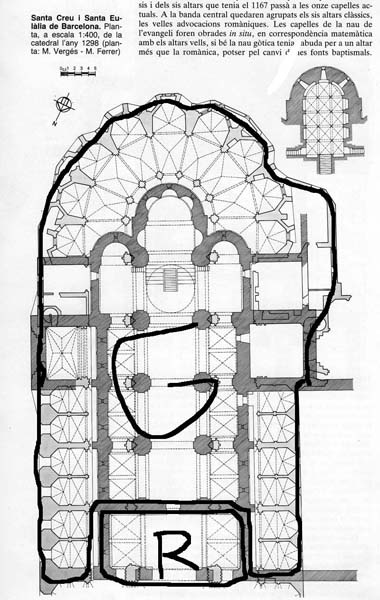 Santa Creu i Santa Eu-
làlia de Barcelona. Plan-
ta, a escala 1:400, de la
catedral l'any 1298 (plan-
ta: M. Vergés - M. Ferrer)
sis i dels sis altars que tenia el 1167 passà a les onze capelles ac-
tuals. A la banda central quedaren agrupats els sis altars clàssics,
les velles advocacions romàniques. Les capelles de la nau de
l'evangeli foren obrades in situ, en correspondència matemàtica
amb els altars vells, si bé la nau gòtica abuda per a un altar
més que la romànica, potser pel canvi es fonts baptismals.
G
R